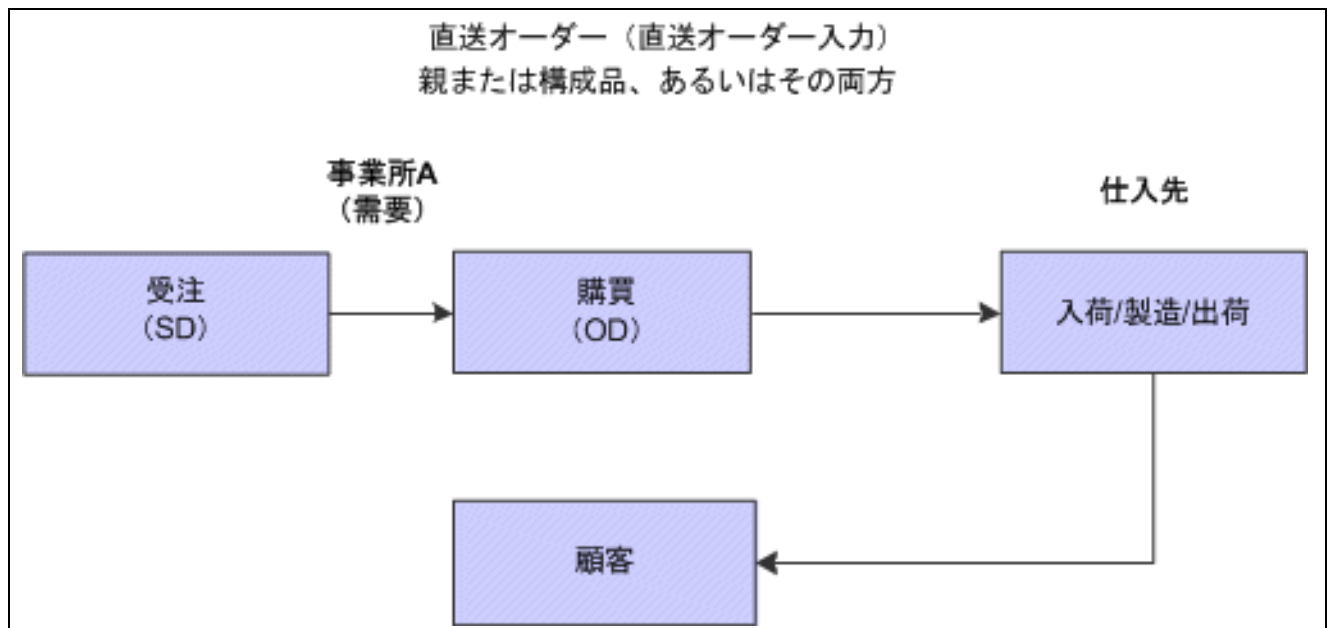 直送オーダー（直送オーダー入力）
親または構成品、あるいはその両方
事業所A
（需要）
仕入先
受注
（SD）
購買
（OD）
入荷/製造/出荷
顧客